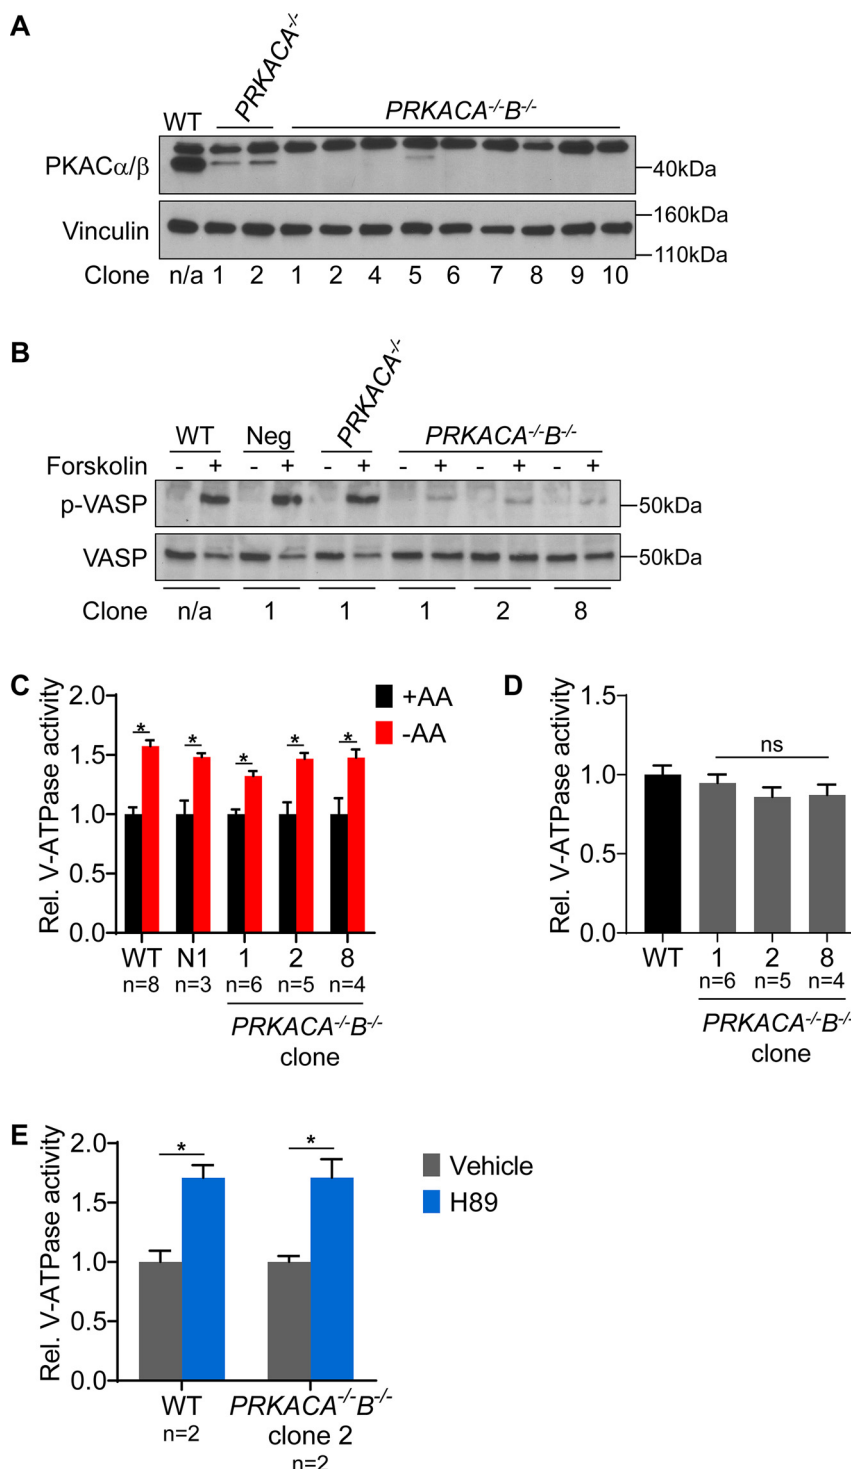 A
WT
PRKACA-/-
PRKACA-/-B-/-
PKACα/β
40kDa
Vinculin
160kDa
110kDa
Clone n/a 1 2 1 2 4 5 6 7 8 9 10
B
WT Neg PRKACA-/- PRKACA-/-B-/-
Forskolin - + - + - + - + - + - +
p-VASP
50kDa
VASP
50kDa
Clone n/a 1 1 1 2 8
C
Rel. V-ATPase activity
2.0
1.5
1.0
0.5
0.0
* * * * *
+AA
-AA
WT N1 1 2 8
n=8 n=3 n=6 n=5 n=4
PRKACA-/-B-/-
clone
D
Rel. V-ATPase activity
1.5
1.0
0.5
0.0
ns
WT 1 2 8
n=6 n=5 n=4
PRKACA-/-B-/-
clone
E
Rel. V-ATPase activity
2.0
1.5
1.0
0.5
0.0
* *
Vehicle
H89
WT PRKACA-/-B-/-
n=2 clone 2
n=2